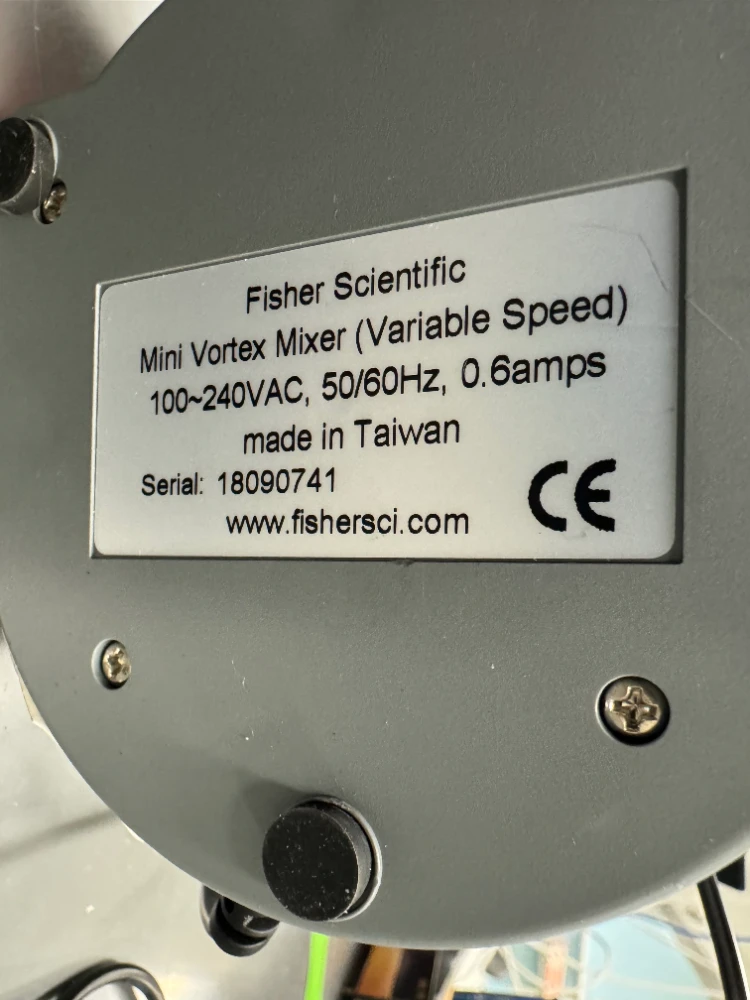 Fisher Scientific
Mini Vortex Mixer (Variable Speed)
100~240VAC, 50/60Hz, 0.6amps
made in Taiwan
Serial: 18090741
www.fishersci.com
CE